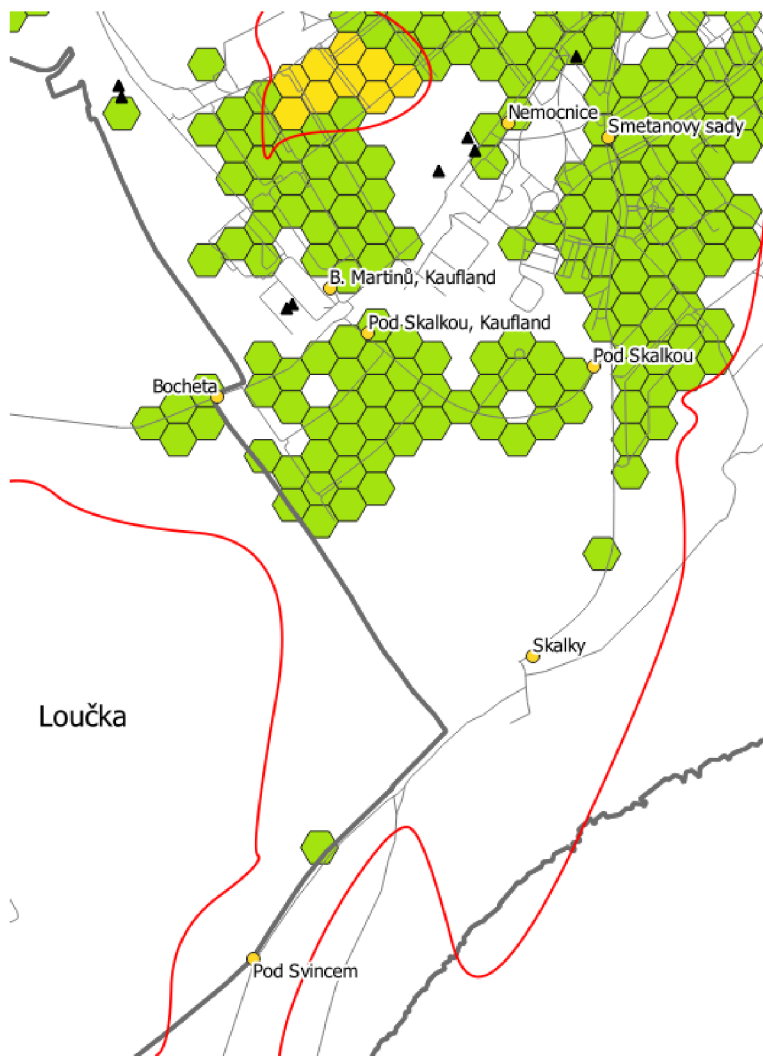 Nemocnice
Smetanovy sady
B. Martinů, Kaufland
Pod Skalkou, Kaufland
Pod Skalkou
Bocheta
Skalky
Loučka
Pod Svincem